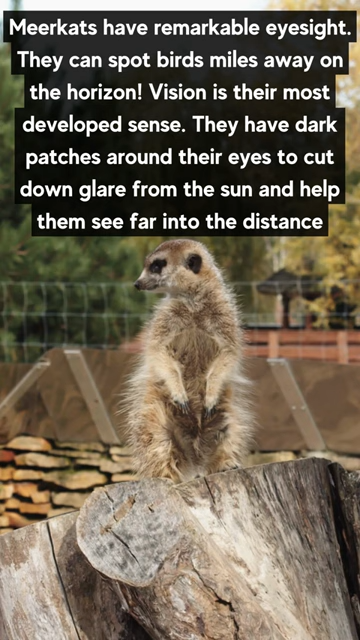 Meerkats have remarkable eyesight.
They can spot birds miles away on
the horizon! Vision is their most
developed sense. They have dark
patches around their eyes to cut
down glare from the sun and help
them see far into the distance